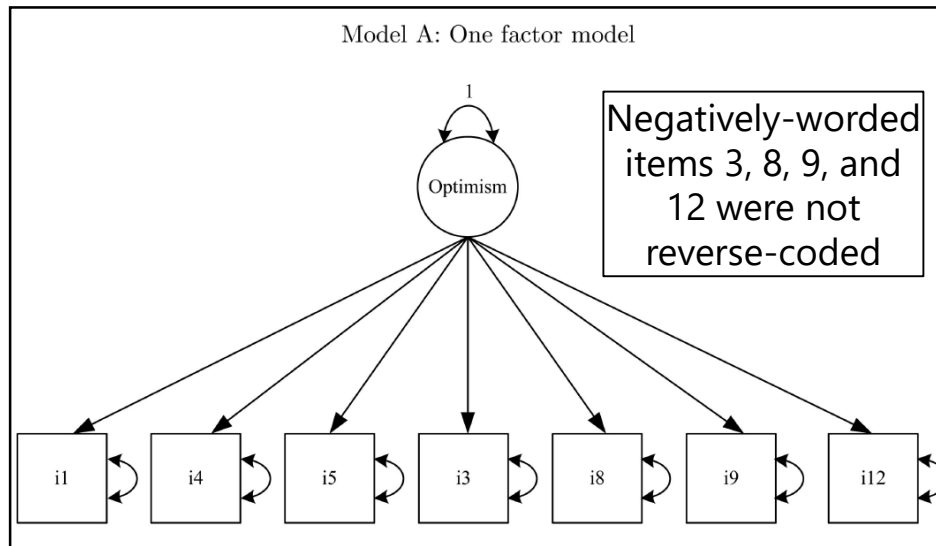 Model A: One factor model
1
Optimism
Negatively-worded
items 3, 8, 9, and
12 were not
reverse-coded
i1 i4 i5 i3 i8 i9 i12